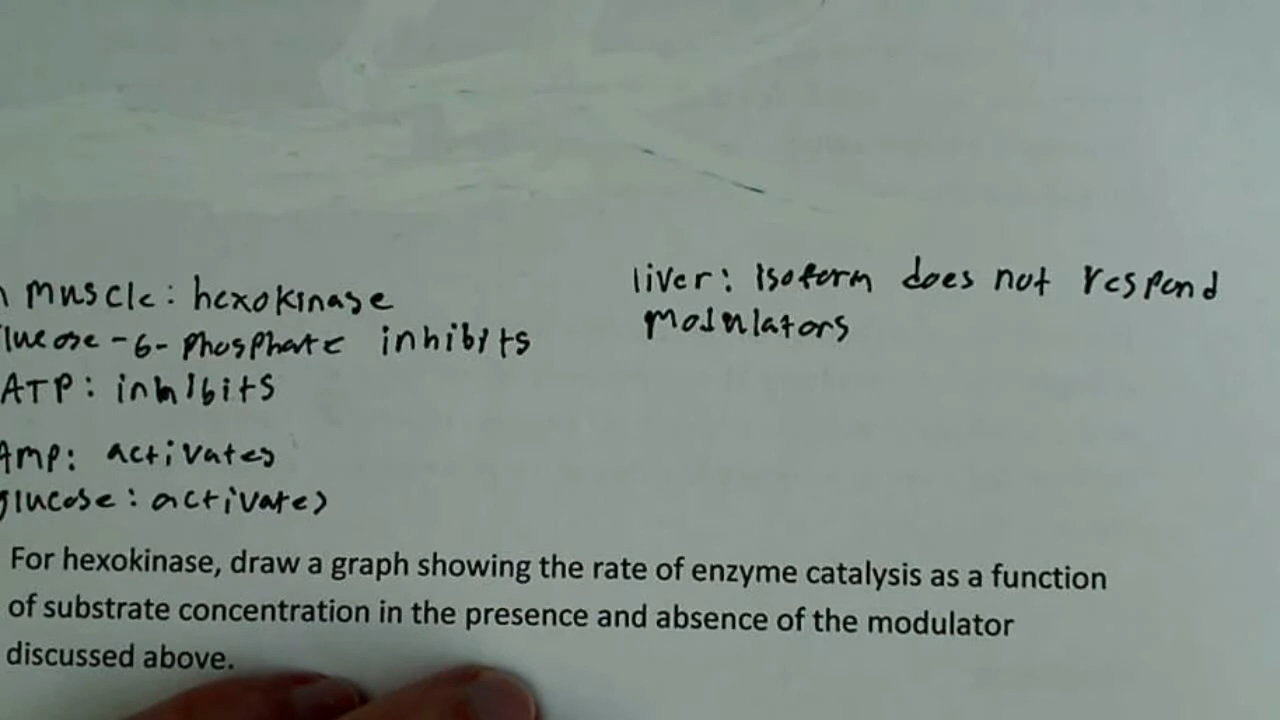 n muscle: hexokinase
lucose-6-phosphate inhibits
ATP: inhibits
Amp: activates
glucose: activates
liver: isoform does not respond
modulators
For hexokinase, draw a graph showing the rate of enzyme catalysis as a function
of substrate concentration in the presence and absence of the modulator
discussed above.